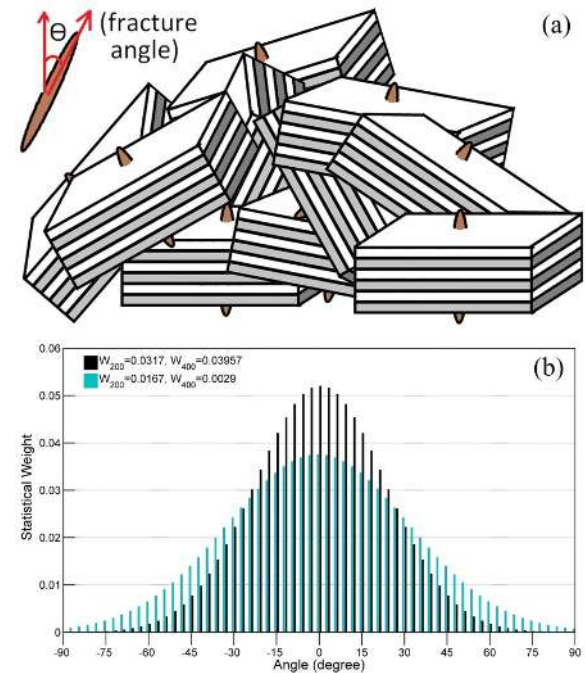 Θ (fracture
angle)
(a)
(b)
W200=0.0317, W400=0.03957
W200=0.0167, W400=0.0029
0.06
0.05
0.04
0.03
0.02
0.01
0
Statistical Weight
-90 -75 -60 -45 -30 -15 0 15 30 45 60 75 90
Angle (degree)